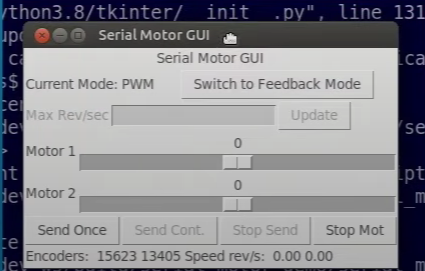 ython3.8/tkinter/__init__.py", line 131
Serial Motor GUI
Serial Motor GUI
Current Mode: PWM Switch to Feedback Mode
Max Rev/sec Update
0
Motor 1
0
Motor 2
Send Once Send Cont. Stop Send Stop Mot
Encoders: 15623 13405 Speed rev/s: 0.00 0.00